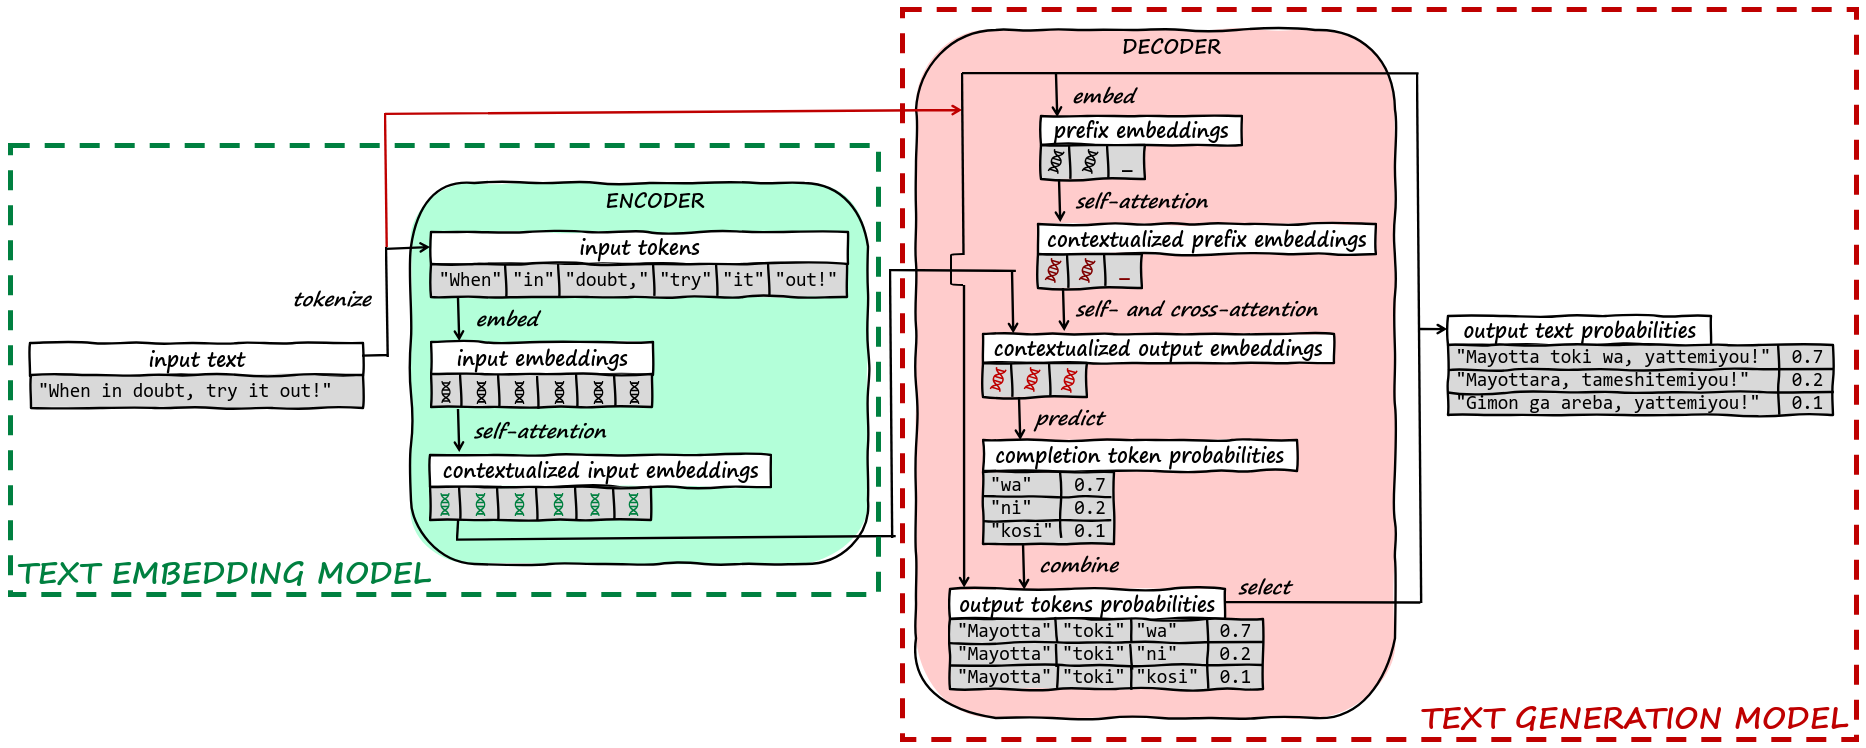 tokenize
input text
"When in doubt, try it out!"
ENCODER
input tokens
"When" "in" "doubt," "try" "it" "out!"
embed
input embeddings
self-attention
contextualized input embeddings
TEXT EMBEDDING MODEL
DECODER
embed
prefix embeddings
_
self-attention
contextualized prefix embeddings
_
self- and cross-attention
contextualized output embeddings
predict
completion token probabilities
"wa" 0.7
"ni" 0.2
"kosi" 0.1
combine
output tokens probabilities
"Mayotta" "toki" "wa" 0.7
"Mayotta" "toki" "ni" 0.2
"Mayotta" "toki" "kosi" 0.1
select
output text probabilities
"Mayotta toki wa, yattemiyou!" 0.7
"Mayottara, tameshitemiyou!" 0.2
"Gimon ga areba, yattemiyou!" 0.1
TEXT GENERATION MODEL